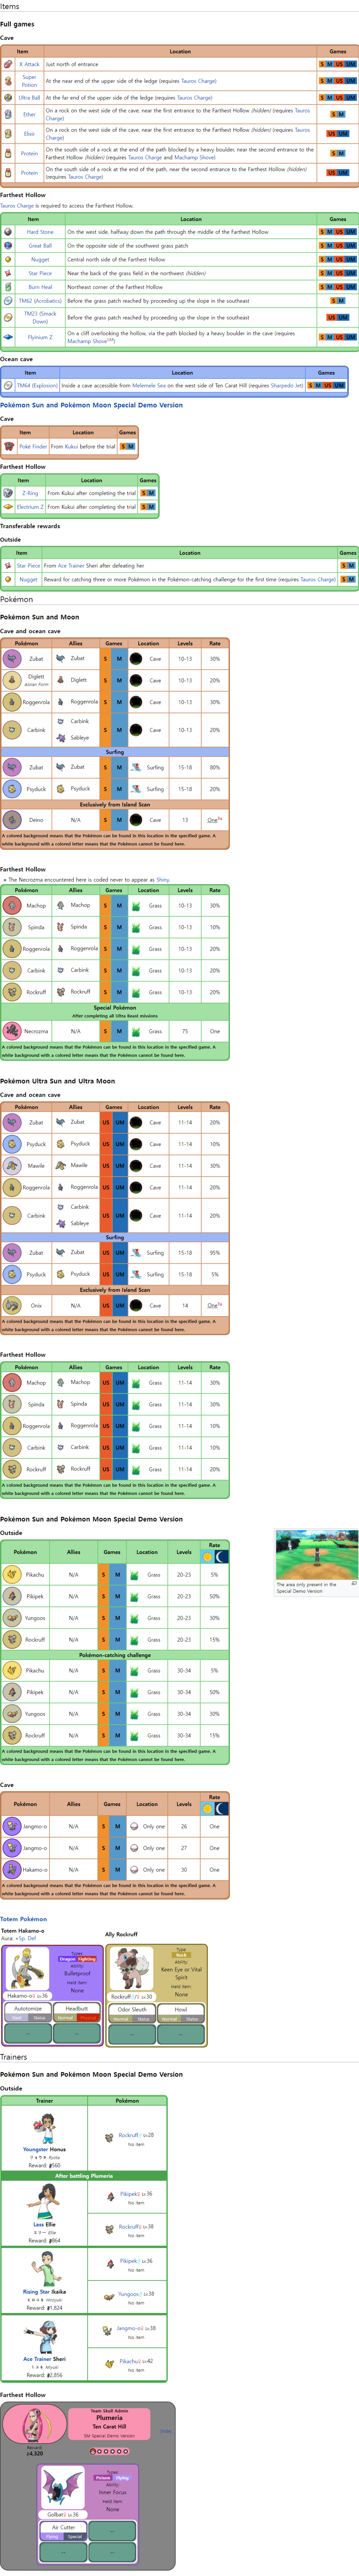 Items
Full games
Cave
Item Location Games
X Attack Just north of entrance S M US UM
Super Potion At the near end of the upper side of the ledge (requires Tauros Charge) S M US UM
Ultra Ball At the far end of the upper side of the ledge (requires Tauros Charge) S M US UM
Ether On a rock on the west side of the cave, near the first entrance to the Farthest Hollow (hidden) (requires Tauros Charge) S M
Elixir On a rock on the west side of the cave, near the first entrance to the Farthest Hollow (hidden) (requires Tauros Charge) US UM
Protein On the south side of a rock at the end of the path blocked by a heavy boulder, near the second entrance to the Farthest Hollow (hidden) (requires Tauros Charge and Machamp Shove) S M
Protein On the south side of a rock at the end of the path, near the second entrance to the Farthest Hollow (hidden) (requires Tauros Charge) US UM
Farthest Hollow
Tauros Charge is required to access the Farthest Hollow.
Item Location Games
Hard Stone On the west side, halfway down the path through the middle of the Farthest Hollow S M US UM
Great Ball On the opposite side of the southwest grass patch S M US UM
Nugget Central north side of the Farthest Hollow S M US UM
Star Piece Near the back of the grass field in the northwest (hidden) S M US UM
Burn Heal Northeast corner of the Farthest Hollow S M US UM
TM62 (Acrobatics) Before the grass patch reached by proceeding up the slope in the southeast S M
TM23 (Smack Down) Before the grass patch reached by proceeding up the slope in the southeast US UM
Flyinium Z On a cliff overlooking the hollow, via the path blocked by a heavy boulder in the cave (requires Machamp Shove) S M US UM
Ocean cave
Item Location Games
TM64 (Explosion) Inside a cave accessible from Melemele Sea on the west side of Ten Carat Hill (requires Sharpedo Jet) S M US UM
Pokémon Sun and Pokémon Moon Special Demo Version
Cave
Item Location Games
Poké Finder From Kukui before the trial S M
Farthest Hollow
Item Location Games
Z-Ring From Kukui after completing the trial S M
Electrium Z From Kukui after completing the trial S M
Transferable rewards
Outside
Item Location Games
Star Piece From Ace Trainer Sheri after defeating her S M
Nugget Reward for catching three or more Pokémon in the Pokémon-catching challenge for the first time (requires Tauros Charge) S M
Pokémon
Pokémon Sun and Moon
Cave and ocean cave
Pokémon Allies Games Location Levels Rate
Zubat Zubat S M Cave 10-13 30%
Diglett Alolan Form Diglett S M Cave 10-13 20%
Roggenrola Roggenrola S M Cave 10-13 30%
Carbink Carbink Sableye S M Cave 10-13 20%
Surfing
Zubat Zubat S M Surfing 15-18 80%
Psyduck Psyduck S M Surfing 15-18 20%
Exclusively from Island Scan
Deino N/A S M Cave 13 One
A colored background means that the Pokémon can be found in this location in the specified game. A white background with a colored letter means that the Pokémon cannot be found here.
Farthest Hollow
The Necrozma encountered here is coded never to appear as Shiny.
Pokémon Allies Games Location Levels Rate
Machop Machop S M Grass 10-13 30%
Spinda Spinda S M Grass 10-13 10%
Roggenrola Roggenrola S M Grass 10-13 20%
Carbink Carbink S M Grass 10-13 20%
Rockruff Rockruff S M Grass 10-13 20%
Special Pokémon
After completing all Ultra Beast missions
Necrozma N/A S M Grass 75 One
A colored background means that the Pokémon can be found in this location in the specified game. A white background with a colored letter means that the Pokémon cannot be found here.
Pokémon Ultra Sun and Ultra Moon
Cave and ocean cave
Pokémon Allies Games Location Levels Rate
Zubat Zubat US UM Cave 11-14 20%
Psyduck Psyduck US UM Cave 11-14 10%
Mawile Mawile US UM Cave 11-14 30%
Roggenrola Roggenrola US UM Cave 11-14 20%
Carbink Carbink Sableye US UM Cave 11-14 20%
Surfing
Zubat Zubat US UM Surfing 15-18 95%
Psyduck Psyduck US UM Surfing 15-18 5%
Exclusively from Island Scan
Onix N/A US UM Cave 14 One
A colored background means that the Pokémon can be found in this location in the specified game. A white background with a colored letter means that the Pokémon cannot be found here.
Farthest Hollow
Pokémon Allies Games Location Levels Rate
Machop Machop US UM Grass 11-14 30%
Spinda Spinda US UM Grass 11-14 30%
Roggenrola Roggenrola US UM Grass 11-14 10%
Carbink Carbink US UM Grass 11-14 10%
Rockruff Rockruff US UM Grass 11-14 20%
A colored background means that the Pokémon can be found in this location in the specified game. A white background with a colored letter means that the Pokémon cannot be found here.
Pokémon Sun and Pokémon Moon Special Demo Version
The area only present in the Special Demo Version
Outside
Pokémon Allies Games Location Levels Rate
Pikachu N/A S M Grass 20-23 5%
Pikipek N/A S M Grass 20-23 50%
Yungoos N/A S M Grass 20-23 30%
Rockruff N/A S M Grass 20-23 15%
Pokémon-catching challenge
Pikachu N/A S M Grass 30-34 5%
Pikipek N/A S M Grass 30-34 50%
Yungoos N/A S M Grass 30-34 30%
Rockruff N/A S M Grass 30-34 15%
A colored background means that the Pokémon can be found in this location in the specified game. A white background with a colored letter means that the Pokémon cannot be found here.
Cave
Pokémon Allies Games Location Levels Rate
Jangmo-o N/A S M Only one 26 One
Jangmo-o N/A S M Only one 27 One
Hakamo-o N/A S M Only one 30 One
A colored background means that the Pokémon can be found in this location in the specified game. A white background with a colored letter means that the Pokémon cannot be found here.
Totem Pokémon
Totem Hakamo-o
Aura: +Sp. Def
Types:
Dragon Fighting
Ability:
Bulletproof
Held item:
None
Hakamo-o♂ Lv.36
Autotomize Headbutt
Steel Status Normal Physical
Ally Rockruff
Type:
Rock
Ability:
Keen Eye or Vital Spirit
Held item:
None
Rockruff♂/♀ Lv.30
Odor Sleuth Howl
Normal Status Normal Status
Trainers
Pokémon Sun and Pokémon Moon Special Demo Version
Outside
Trainer Pokémon
Youngster Honus
Reward: 560
Rockruff♂ Lv.28
No item
After battling Plumeria
Lass Ellie
Reward: 864
Pikipek♀ Lv.36
No item
Rockruff♀ Lv.38
No item
Rising Star Ikaika
Reward: 1,824
Pikipek♂ Lv.36
No item
Yungoos♂ Lv.38
No item
Ace Trainer Sheri
Reward: 2,856
Jangmo-o♀ Lv.38
No item
Pikachu♀ Lv.42
No item
Farthest Hollow
Team Skull Admin
Plumeria
Ten Carat Hill
SM Special Demo Version
Reward:
4,320
Types:
Poison Flying
Ability:
Inner Focus
Held item:
None
Golbat♀ Lv.36
Air Cutter
Flying Special